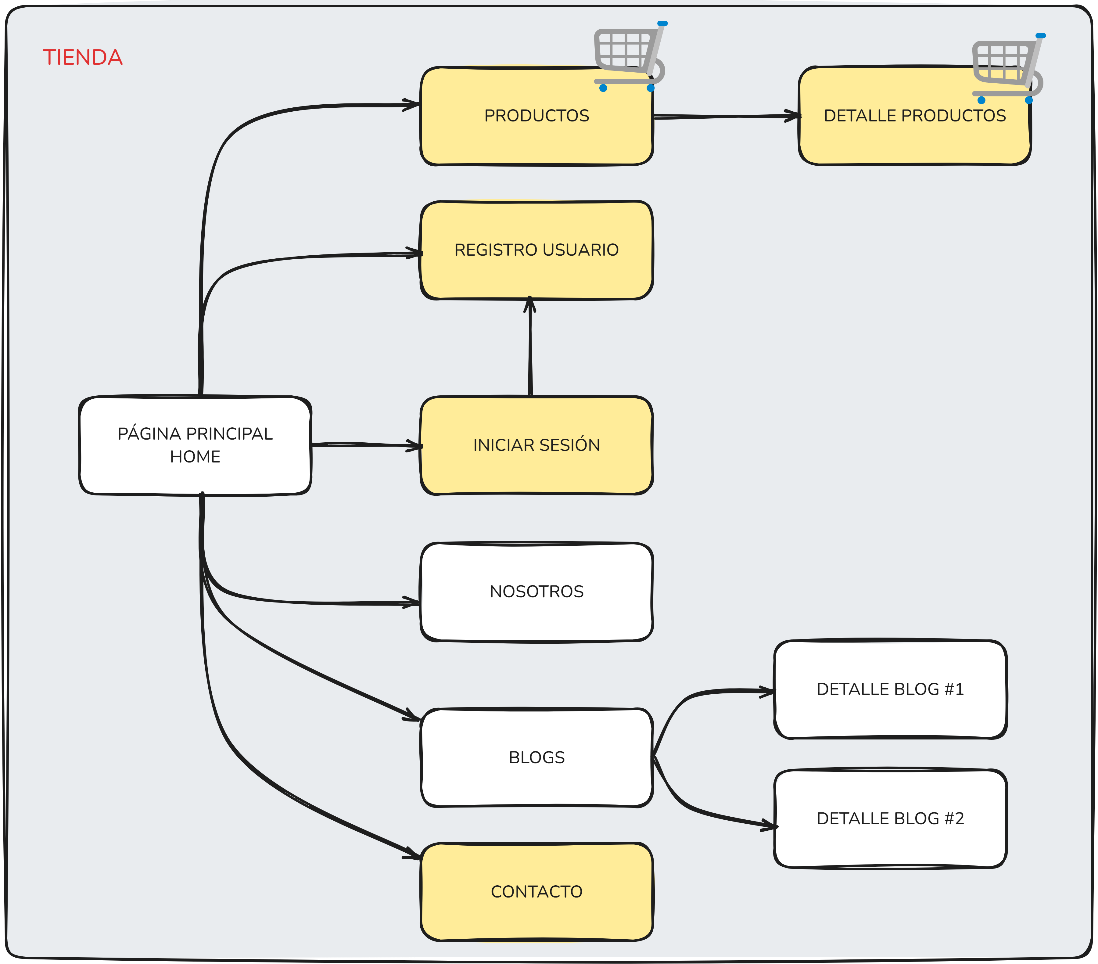 TIENDA
PRODUCTOS
DETALLE PRODUCTOS
REGISTRO USUARIO
PÁGINA PRINCIPAL
HOME
INICIAR SESIÓN
NOSOTROS
DETALLE BLOG #1
BLOGS
DETALLE BLOG #2
CONTACTO